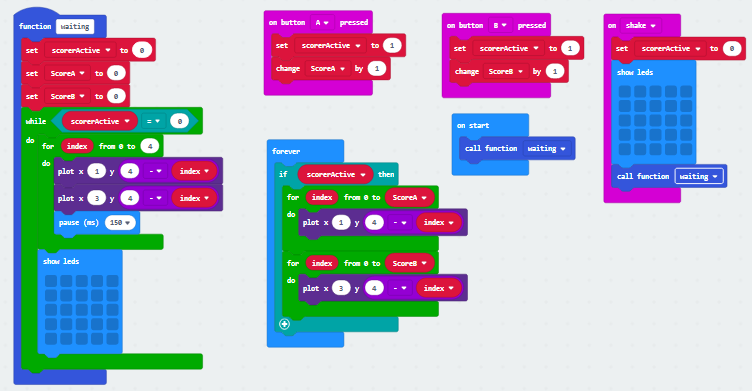 function waiting
set scorerActive to 0
set ScoreA to 0
set ScoreB to 0
while scorerActive = 0
do
for index from 0 to 4
do
plot x 1 y 4 - index
plot x 3 y 4 - index
pause (ms) 150
show leds
on button A pressed
set scorerActive to 1
change ScoreA by 1
on button B pressed
set scorerActive to 1
change ScoreB by 1
on shake
set scorerActive to 0
show leds
call function waiting
on start
call function waiting
forever
if scorerActive then
for index from 0 to ScoreA
do
plot x 1 y 4 - index
for index from 0 to ScoreB
do
plot x 3 y 4 - index